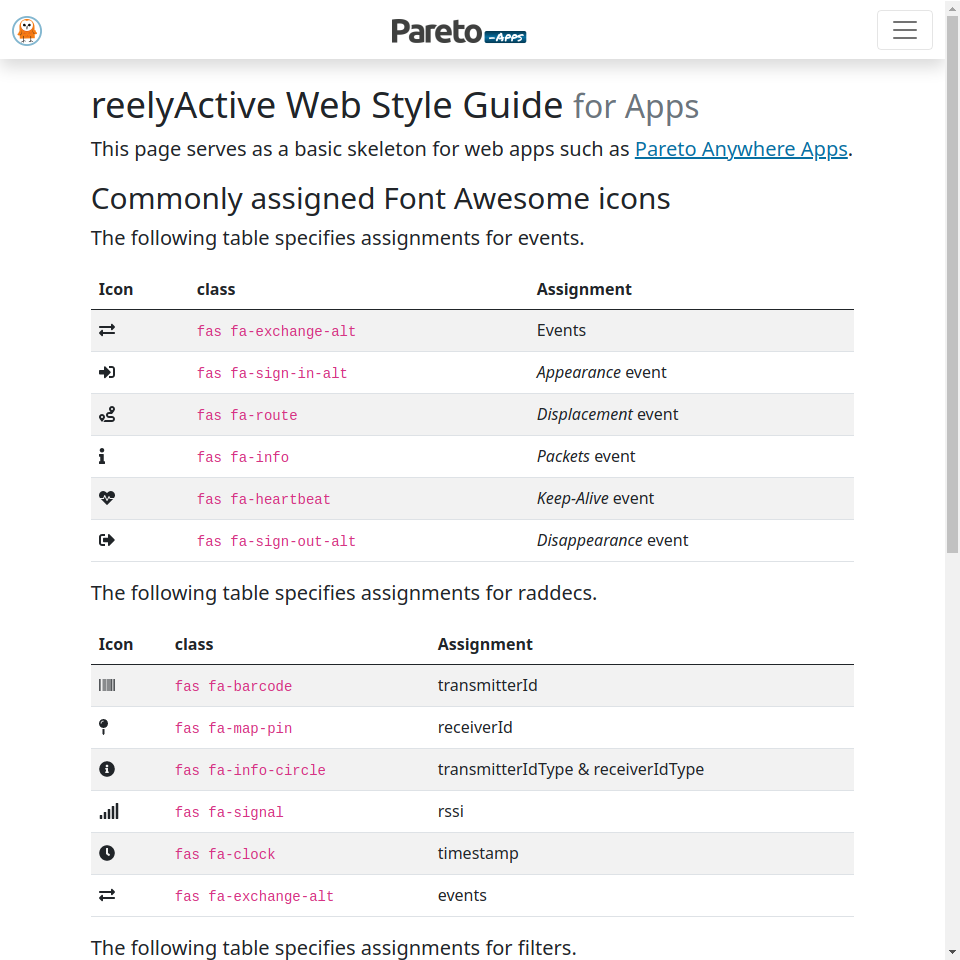 Pareto -APPS
reelyActive Web Style Guide for Apps
This page serves as a basic skeleton for web apps such as Pareto Anywhere Apps.
Commonly assigned Font Awesome icons
The following table specifies assignments for events.
Icon class Assignment
fas fa-exchange-alt Events
fas fa-sign-in-alt Appearance event
fas fa-route Displacement event
fas fa-info Packets event
fas fa-heartbeat Keep-Alive event
fas fa-sign-out-alt Disappearance event
The following table specifies assignments for raddecs.
Icon class Assignment
fas fa-barcode transmitterId
fas fa-map-pin receiverId
fas fa-info-circle transmitterIdType & receiverIdType
fas fa-signal rssi
fas fa-clock timestamp
fas fa-exchange-alt events
The following table specifies assignments for filters.